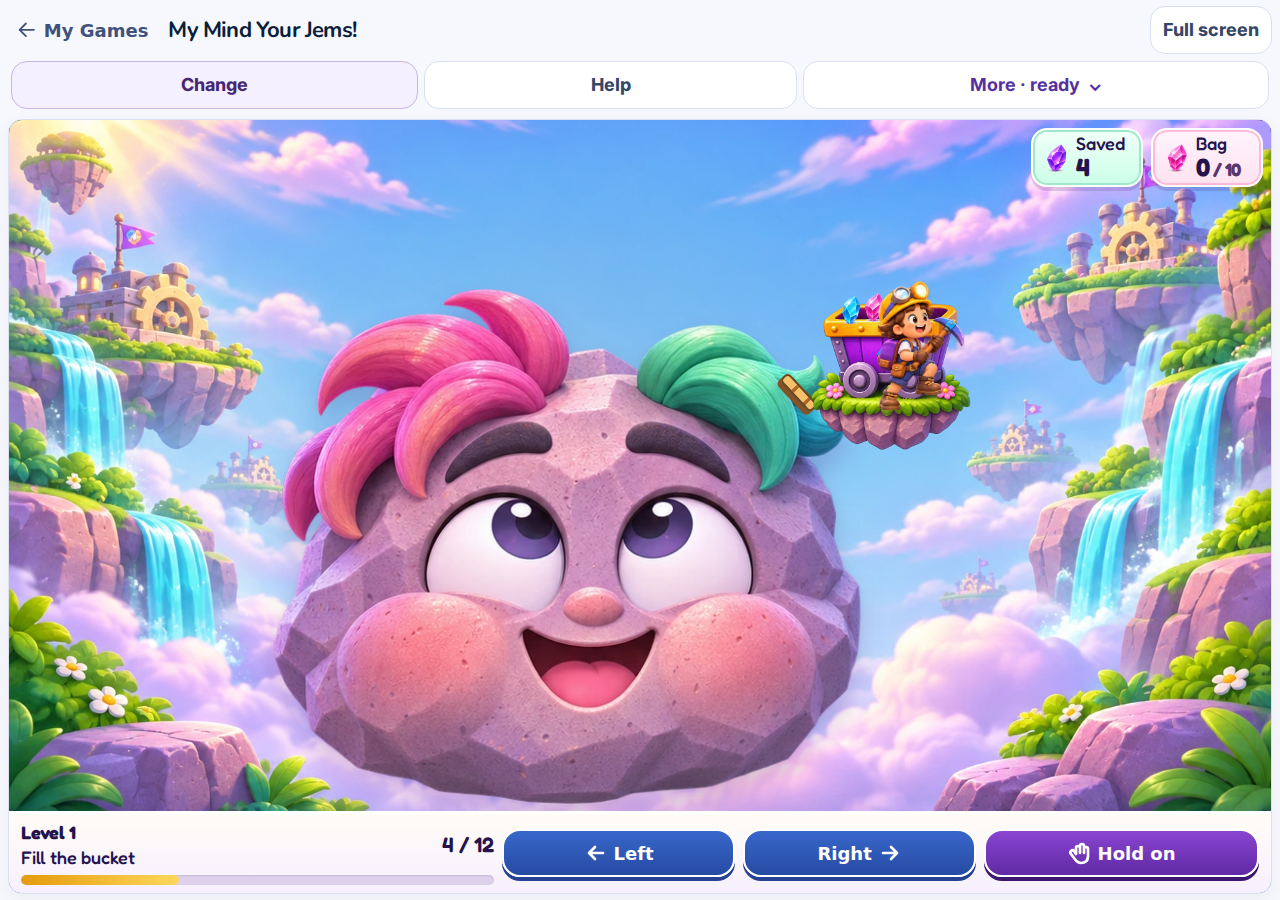 My Games
My Mind Your Jems!
Full screen
Change
Help
More · ready
Saved
4
Bag
0 / 10
Level 1
Fill the bucket
4 / 12
Left
Right
Hold on